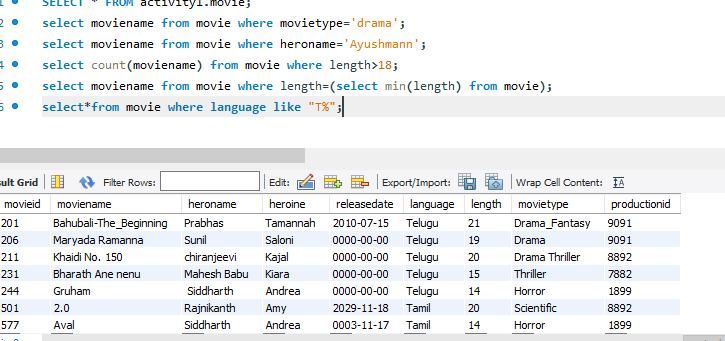 SELECT * FROM activity1.movie;
2 select moviename from movie where movietype='drama';
3 select moviename from movie where heroname='Ayushmann';
4 select count(moviename) from movie where length>18;
5 select moviename from movie where length=(select min(length) from movie);
6 select*from movie where language like "T%";
sult Grid Filter Rows: Edit: Export/Import: Wrap Cell Content: IA
movieid moviename heroname heroine releasedate language length movietype productionid
201 Bahubali-The_Beginning Prabhas Tamannah 2010-07-15 Telugu 21 Drama_Fantasy 9091
206 Maryada Ramanna Sunil Saloni 0000-00-00 Telugu 19 Drama 9091
211 Khaidi No. 150 chiranjeevi Kajal 0000-00-00 Telugu 20 Drama Thriller 8892
231 Bharath Ane nenu Mahesh Babu Kiara 0000-00-00 Telugu 15 Thriller 7882
244 Gruham Siddharth Andrea 0000-00-00 Telugu 14 Horror 1899
501 2.0 Rajnikanth Amy 2029-11-18 Tamil 20 Scientific 8892
577 Aval Siddharth Andrea 0003-11-17 Tamil 14 Horror 1899